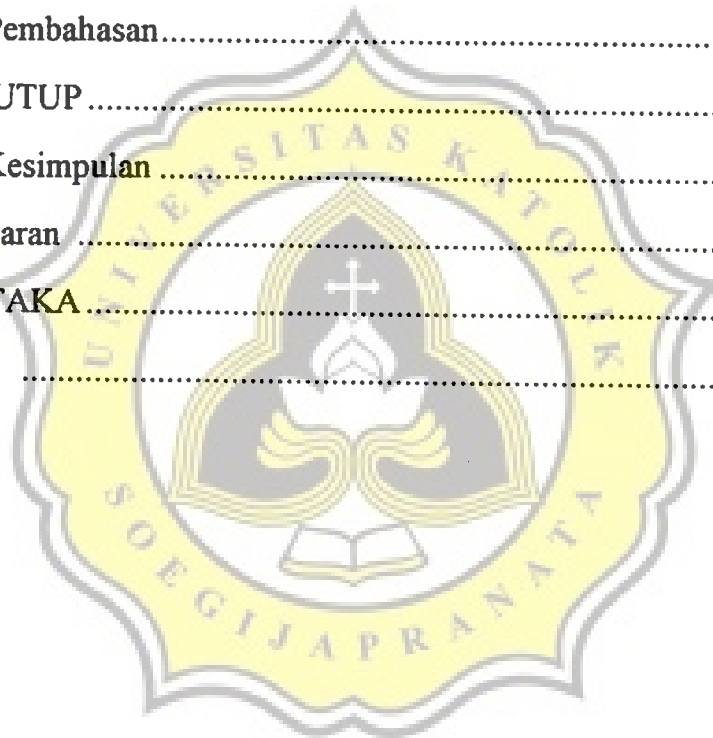 Pembahasan..............................................................................
UTUP..........................................................................................
Kesimpulan..............................................................................
aran..........................................................................................
TAKA..........................................................................................
..................................................................................................
UNIVERSITAS KATOLIK
SOEGIJAPRANATA